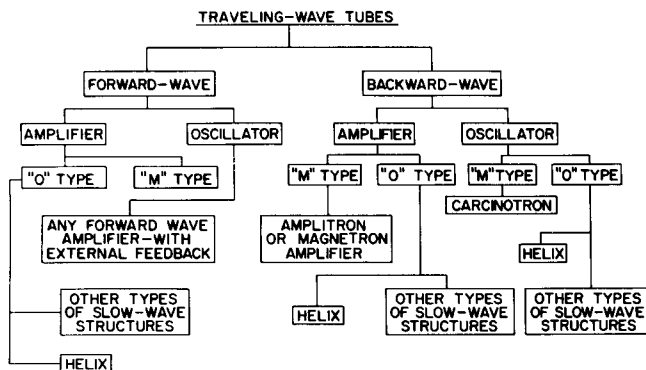 TRAVELING-WAVE TUBES
FORWARD-WAVE
BACKWARD-WAVE
AMPLIFIER
OSCILLATOR
AMPLIFIER
OSCILLATOR
"O" TYPE
"M" TYPE
"M" TYPE
"O" TYPE
"M" TYPE
"O" TYPE
CARCINOTRON
ANY FORWARD WAVE
AMPLIFIER-WITH
EXTERNAL FEEDBACK
AMPLITRON
OR MAGNETRON
AMPLIFIER
HELIX
OTHER TYPES
OF SLOW-WAVE
STRUCTURES
HELIX
OTHER TYPES
OF SLOW-WAVE
STRUCTURES
OTHER TYPES
OF SLOW-WAVE
STRUCTURES
HELIX